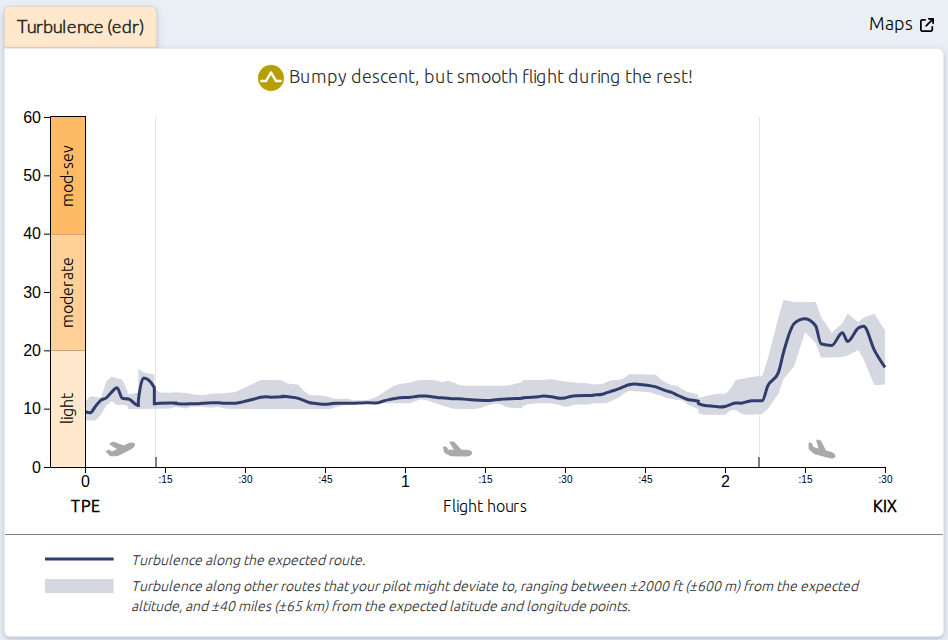 Turbulence (edr)
Maps
Bumpy descent, but smooth flight during the rest!
60
50
40
30
20
10
0
mod-sev
moderate
light
0 :15 :30 :45 1 :15 :30 :45 2 :15 :30
TPE Flight hours KIX
Turbulence along the expected route.
Turbulence along other routes that your pilot might deviate to, ranging between ±2000 ft (±600 m) from the expected
altitude, and ±40 miles (±65 km) from the expected latitude and longitude points.